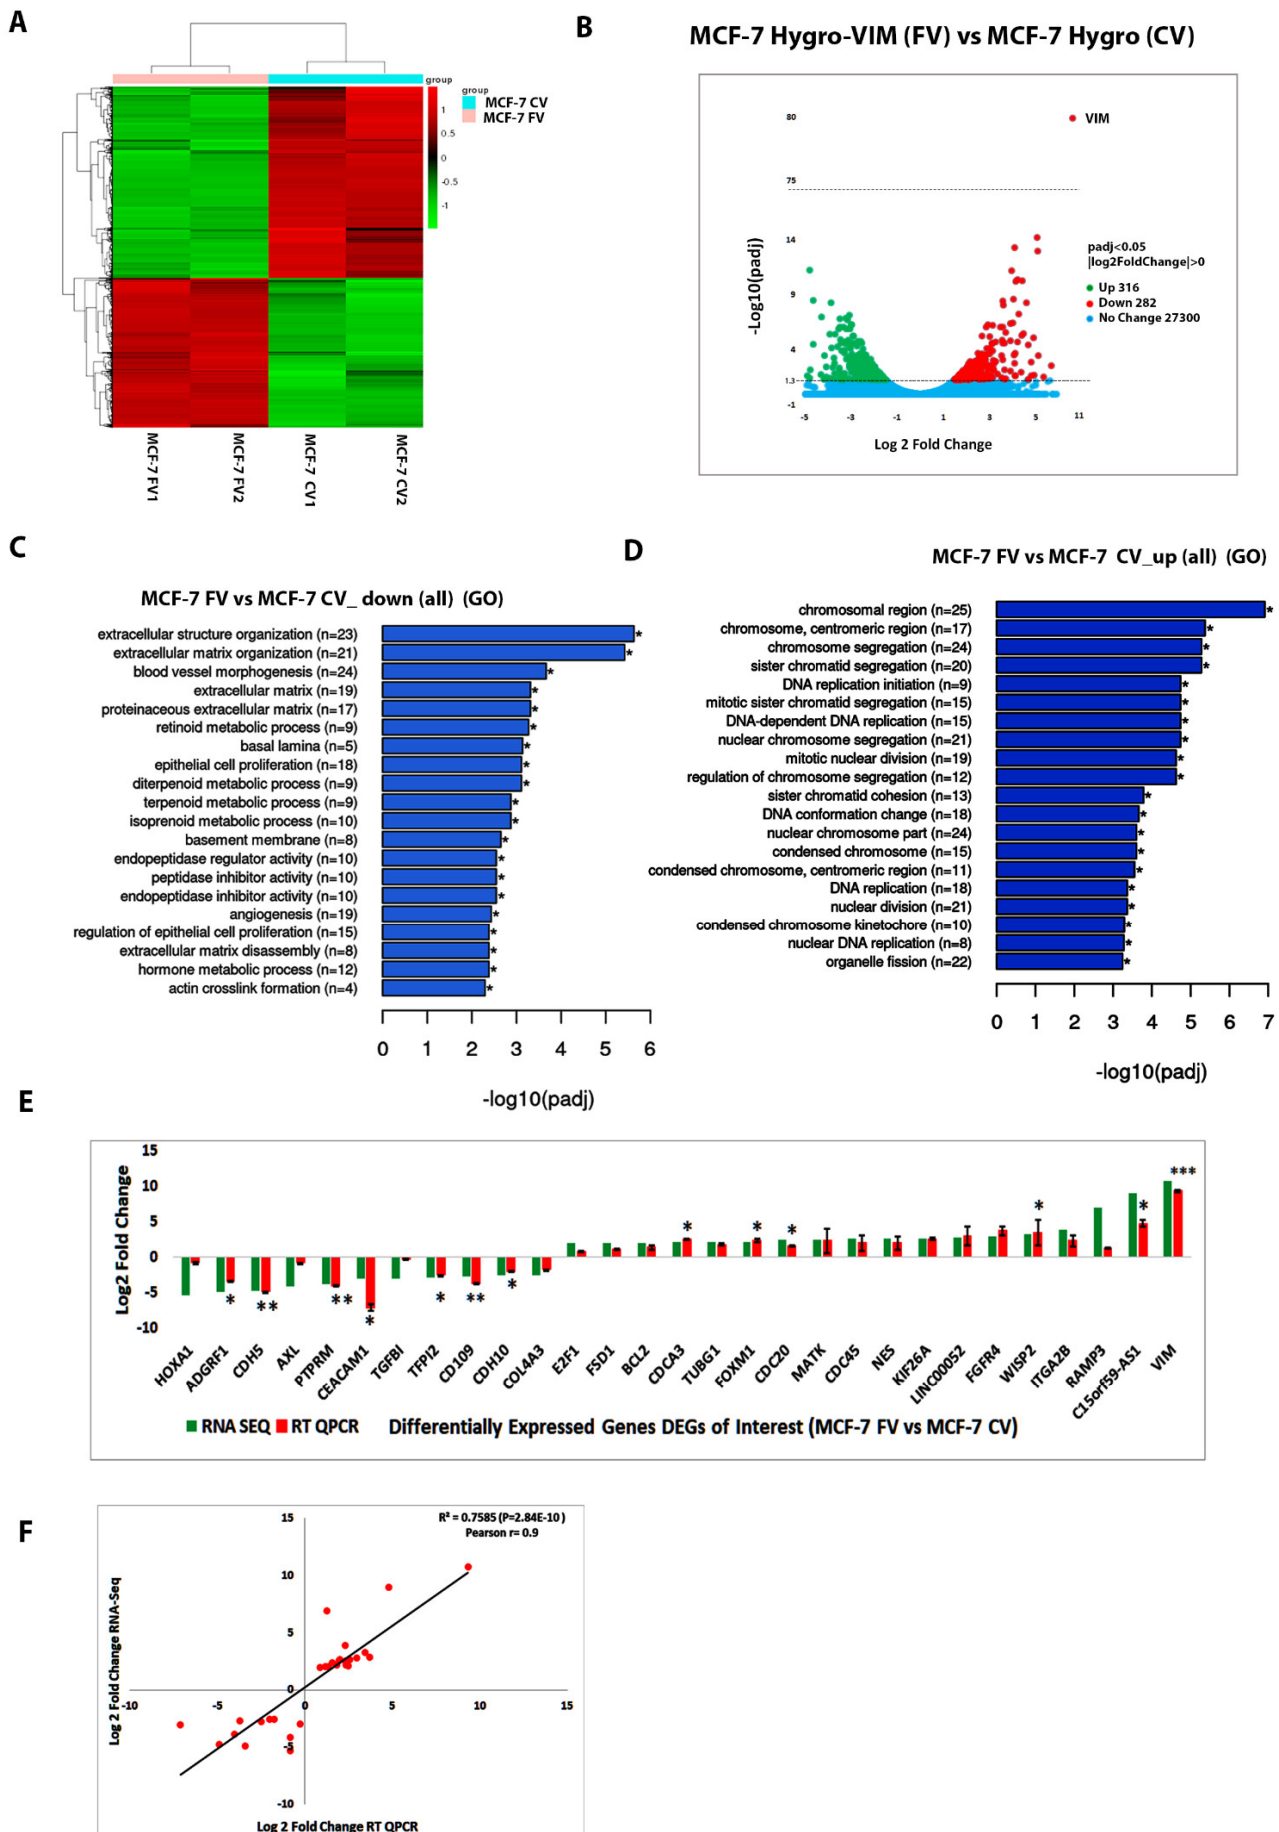 A
group
1
0.5
0
-0.5
-1
group
MCF-7 CV
MCF-7 FV
MCF-7 FV1
MCF-7 FV2
MCF-7 CV1
MCF-7 CV2
B
MCF-7 Hygro-VIM (FV) vs MCF-7 Hygro (CV)
80
VIM
75
14
9
4
1.3
-1
-Log10(padj)
padj<0.05
|log2FoldChange|>0
Up 316
Down 282
No Change 27300
-5 -3 -1 1 3 5 11
Log 2 Fold Change
C
MCF-7 FV vs MCF-7 CV_ down (all) (GO)
extracellular structure organization (n=23) *
extracellular matrix organization (n=21) *
blood vessel morphogenesis (n=24) *
extracellular matrix (n=19) *
proteinaceous extracellular matrix (n=17) *
retinoid metabolic process (n=9) *
basal lamina (n=5) *
epithelial cell proliferation (n=18) *
diterpenoid metabolic process (n=9) *
terpenoid metabolic process (n=9) *
isoprenoid metabolic process (n=10) *
basement membrane (n=8) *
endopeptidase regulator activity (n=10) *
peptidase inhibitor activity (n=10) *
endopeptidase inhibitor activity (n=10) *
angiogenesis (n=19) *
regulation of epithelial cell proliferation (n=15) *
extracellular matrix disassembly (n=8) *
hormone metabolic process (n=12) *
actin crosslink formation (n=4) *
0 1 2 3 4 5 6
-log10(padj)
D
MCF-7 FV vs MCF-7 CV_up (all) (GO)
chromosomal region (n=25) *
chromosome, centromeric region (n=17) *
chromosome segregation (n=24) *
sister chromatid segregation (n=20) *
DNA replication initiation (n=9) *
mitotic sister chromatid segregation (n=15) *
DNA-dependent DNA replication (n=15) *
nuclear chromosome segregation (n=21) *
mitotic nuclear division (n=19) *
regulation of chromosome segregation (n=12) *
sister chromatid cohesion (n=13) *
DNA conformation change (n=18) *
nuclear chromosome part (n=24) *
condensed chromosome (n=15) *
condensed chromosome, centromeric region (n=11) *
DNA replication (n=18) *
nuclear division (n=21) *
condensed chromosome kinetochore (n=10) *
nuclear DNA replication (n=8) *
organelle fission (n=22) *
0 1 2 3 4 5 6 7
-log10(padj)
E
Log2 Fold Change
15
10
5
0
-5
-10
* ** ** * * ** * * * * * * ***
HOXA1
ADGRF1
CDH5
AXL
PTPRM
CEACAM1
TGFBI
TFPI2
CD109
CDH10
COL4A3
E2F1
FSD1
BCL2
CDCA3
TUBG1
FOXM1
CDC20
MATK
CDC45
NES
KIF26A
LINC00052
FGFR4
WISP2
ITGA2B
RAMP3
C15orf59-AS1
VIM
RNA SEQ RT QPCR Differentially Expressed Genes DEGs of Interest (MCF-7 FV vs MCF-7 CV)
F
R² = 0.7585 (P=2.84E-10 )
Pearson r= 0.9
Log 2 Fold Change RNA-Seq
15
10
5
0
-5
-10
-10 -5 0 5 10 15
Log 2 Fold Change RT QPCR